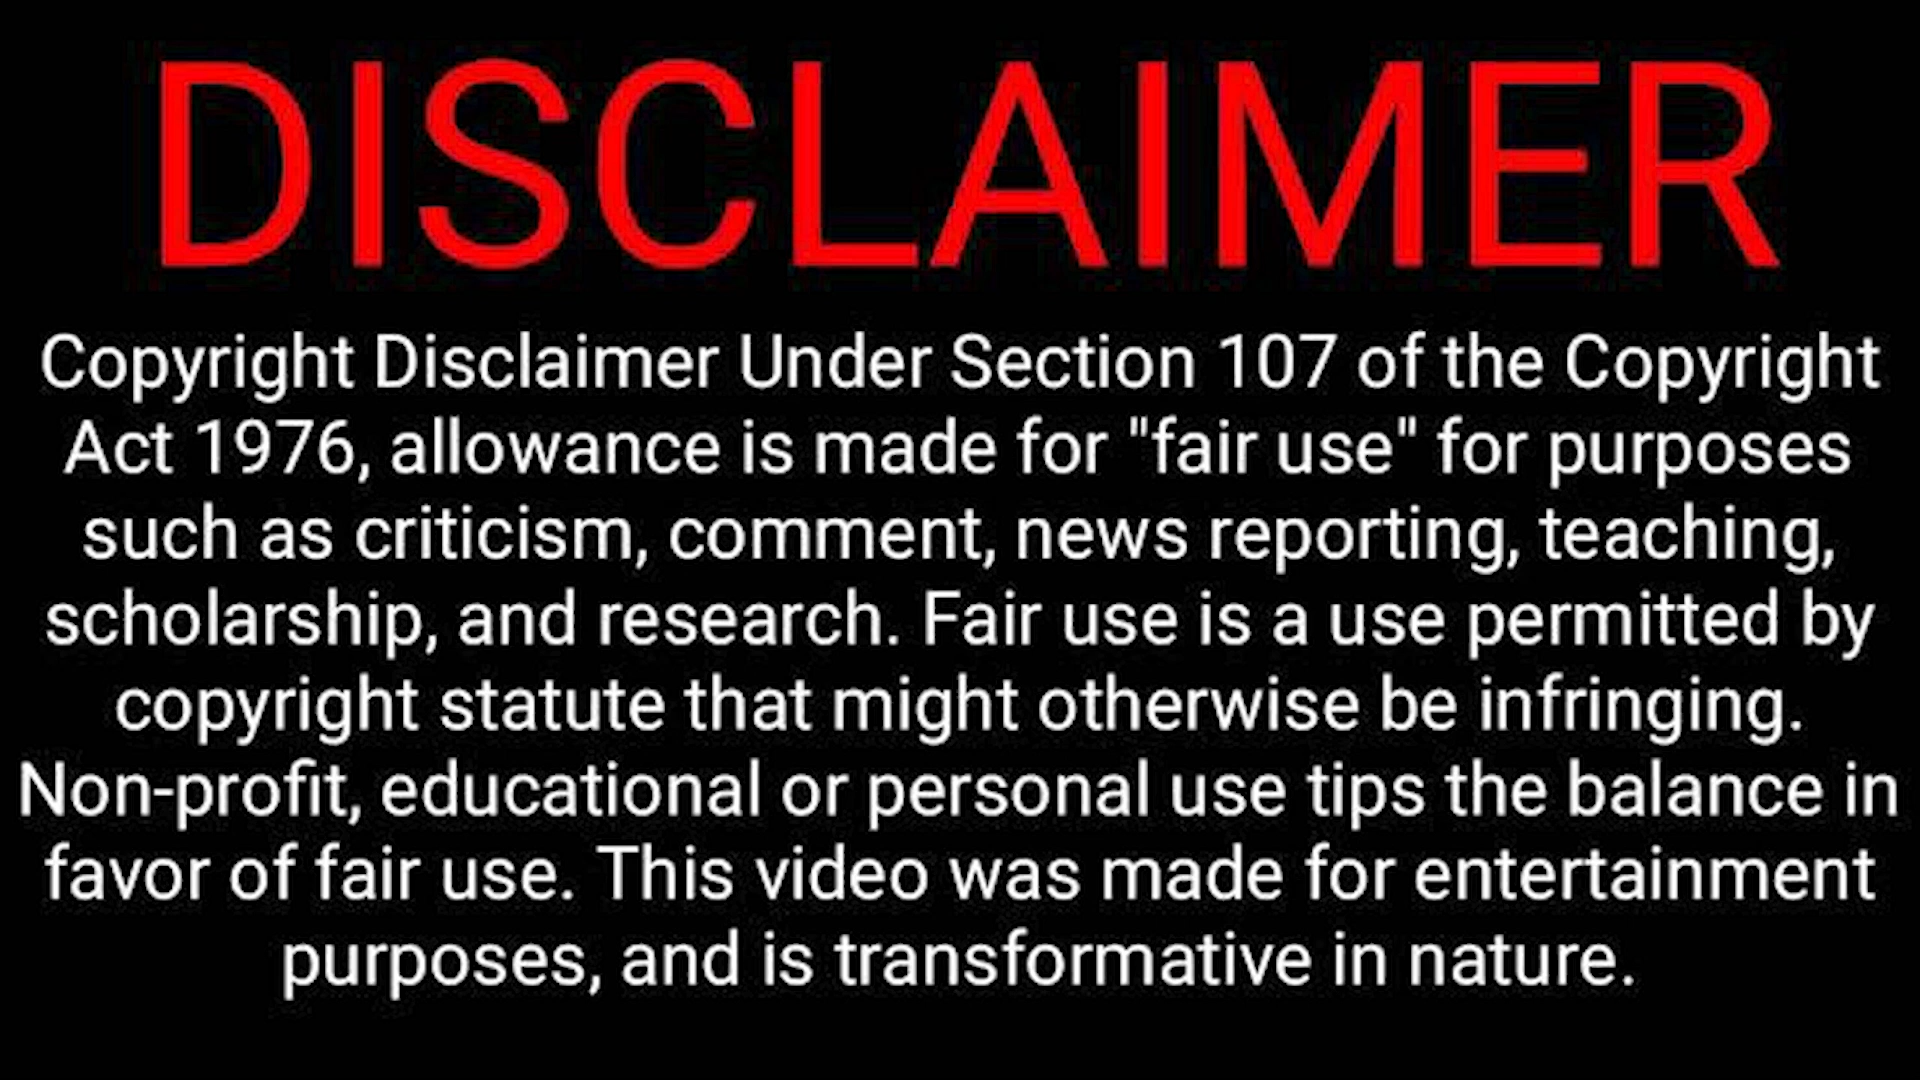 DISCLAIMER
Copyright Disclaimer Under Section 107 of the Copyright
Act 1976, allowance is made for "fair use" for purposes
such as criticism, comment, news reporting, teaching,
scholarship, and research. Fair use is a use permitted by
copyright statute that might otherwise be infringing.
Non-profit, educational or personal use tips the balance in
favor of fair use. This video was made for entertainment
purposes, and is transformative in nature.